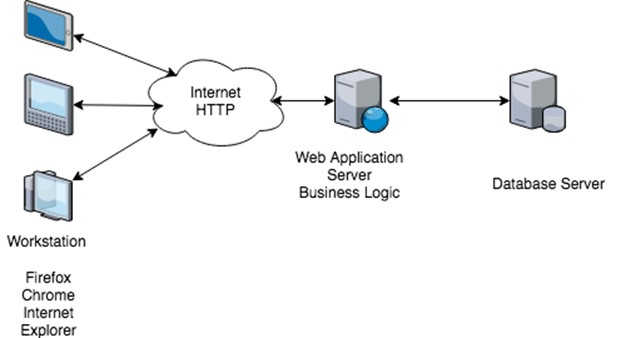 Internet
HTTP
Web Application
Server
Business Logic
Database Server
Workstation
Firefox
Chrome
Internet
Explorer